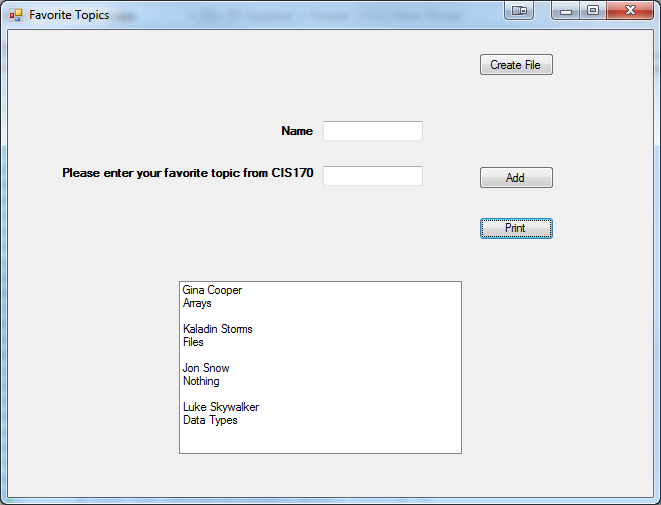 Favorite Topics
Create File
Name
Please enter your favorite topic from CIS170
Add
Print
Gina Cooper
Arrays
Kaladin Storms
Files
Jon Snow
Nothing
Luke Skywalker
Data Types